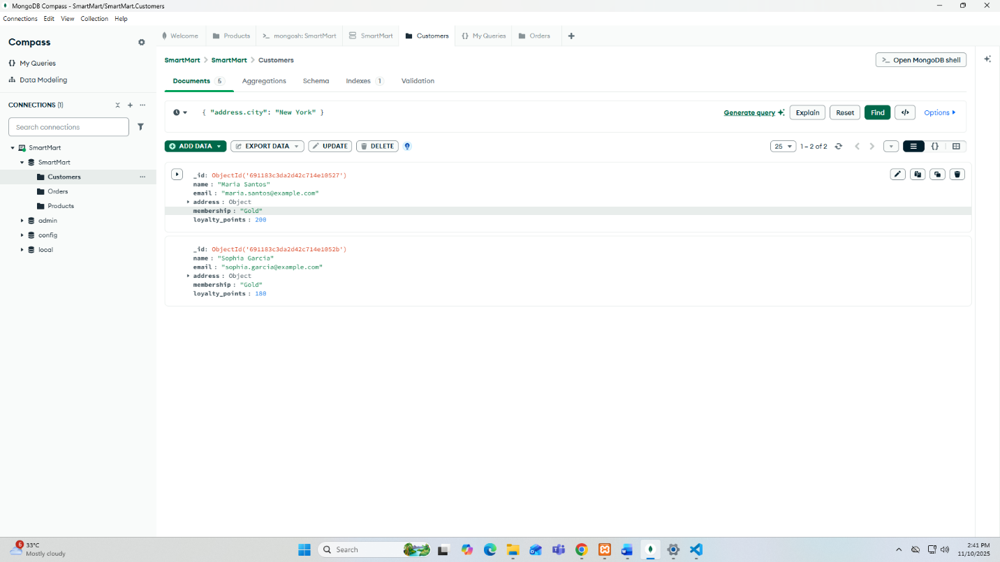 MongoDB Compass - SmartMart/SmartMart.Customers
Connections Edit View Collection Help
Compass
Welcome Products >_ mongosh: SmartMart SmartMart Customers {} My Queries Orders +
{} My Queries
Data Modeling
SmartMart > SmartMart > Customers
>_ Open MongoDB shell
Documents 5 Aggregations Schema Indexes 1 Validation
CONNECTIONS (1)
Search connections
SmartMart
SmartMart
Customers
Orders
Products
admin
config
local
{ "address.city": "New York" }
Generate query Explain Reset Find </> Options
ADD DATA EXPORT DATA UPDATE DELETE
25 1 – 2 of 2 {}
_id: ObjectId('691183c3da2d42c714e10527')
name : "Maria Santos"
email : "maria.santos@example.com"
address : Object
membership : "Gold"
loyalty_points : 200
_id: ObjectId('691183c3da2d42c714e1052b')
name : "Sophia Garcia"
email : "sophia.garcia@example.com"
address : Object
membership : "Gold"
loyalty_points : 180
6
33°C
Mostly cloudy
Search
2:41 PM
11/10/2025